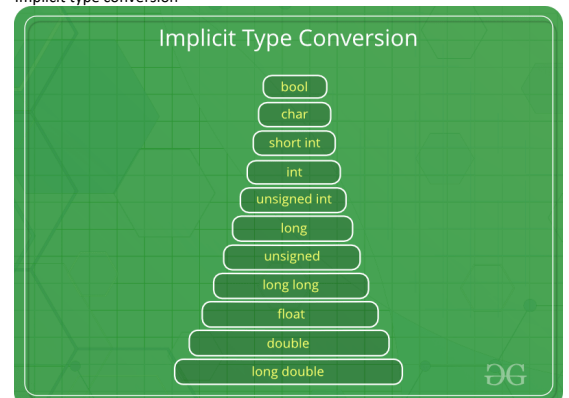 Implicit type conversion
Implicit Type Conversion
bool
char
short int
int
unsigned int
long
unsigned
long long
float
double
long double